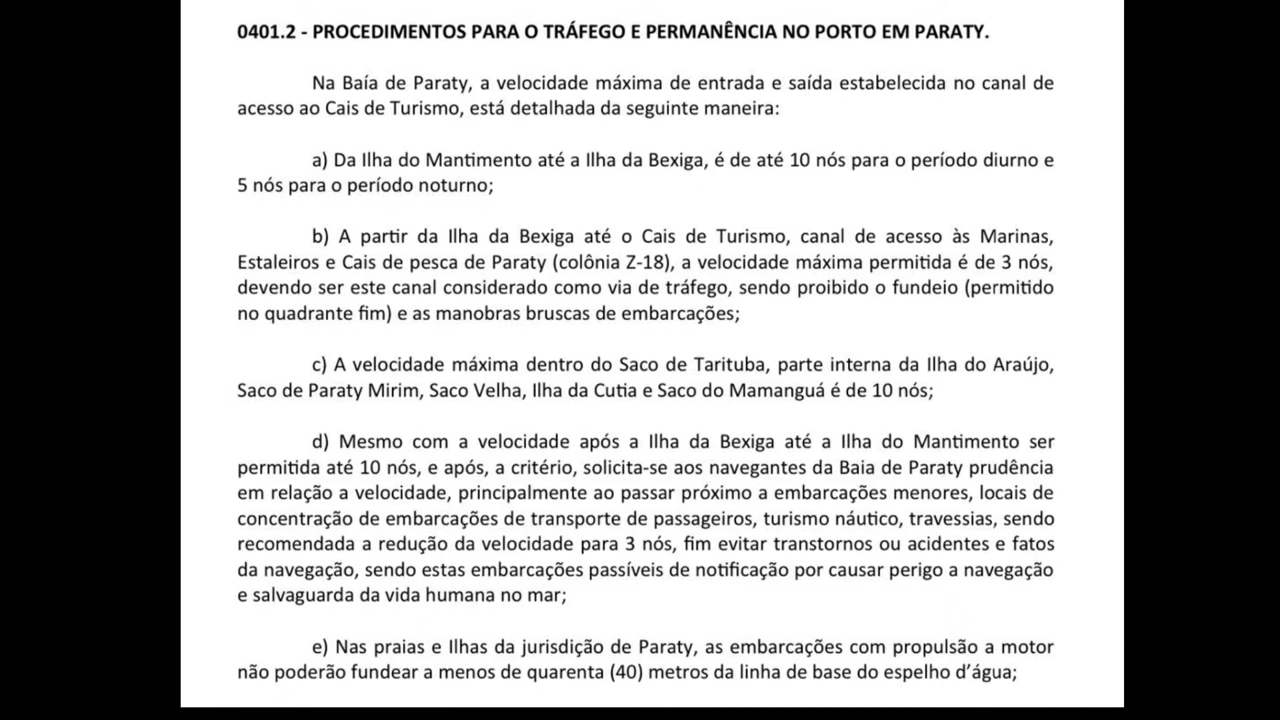 0401.2 - PROCEDIMENTOS PARA O TRÁFEGO E PERMANÊNCIA NO PORTO EM PARATY.
Na Baía de Paraty, a velocidade máxima de entrada e saída estabelecida no canal de
acesso ao Cais de Turismo, está detalhada da seguinte maneira:
a) Da Ilha do Mantimento até a Ilha da Bexiga, é de até 10 nós para o período diurno e
5 nós para o período noturno;
b) A partir da Ilha da Bexiga até o Cais de Turismo, canal de acesso às Marinas,
Estaleiros e Cais de pesca de Paraty (colônia Z-18), a velocidade máxima permitida é de 3 nós,
devendo ser este canal considerado como via de tráfego, sendo proibido o fundeio (permitido
no quadrante fim) e as manobras bruscas de embarcações;
c) A velocidade máxima dentro do Saco de Tarituba, parte interna da Ilha do Araújo,
Saco de Paraty Mirim, Saco Velha, Ilha da Cutia e Saco do Mamanguá é de 10 nós;
d) Mesmo com a velocidade após a Ilha da Bexiga até a Ilha do Mantimento ser
permitida até 10 nós, e após, a critério, solicita-se aos navegantes da Baia de Paraty prudência
em relação a velocidade, principalmente ao passar próximo a embarcações menores, locais de
concentração de embarcações de transporte de passageiros, turismo náutico, travessias, sendo
recomendada a redução da velocidade para 3 nós, fim evitar transtornos ou acidentes e fatos
da navegação, sendo estas embarcações passíveis de notificação por causar perigo a navegação
e salvaguarda da vida humana no mar;
e) Nas praias e Ilhas da jurisdição de Paraty, as embarcações com propulsão a motor
não poderão fundear a menos de quarenta (40) metros da linha de base do espelho d’água;